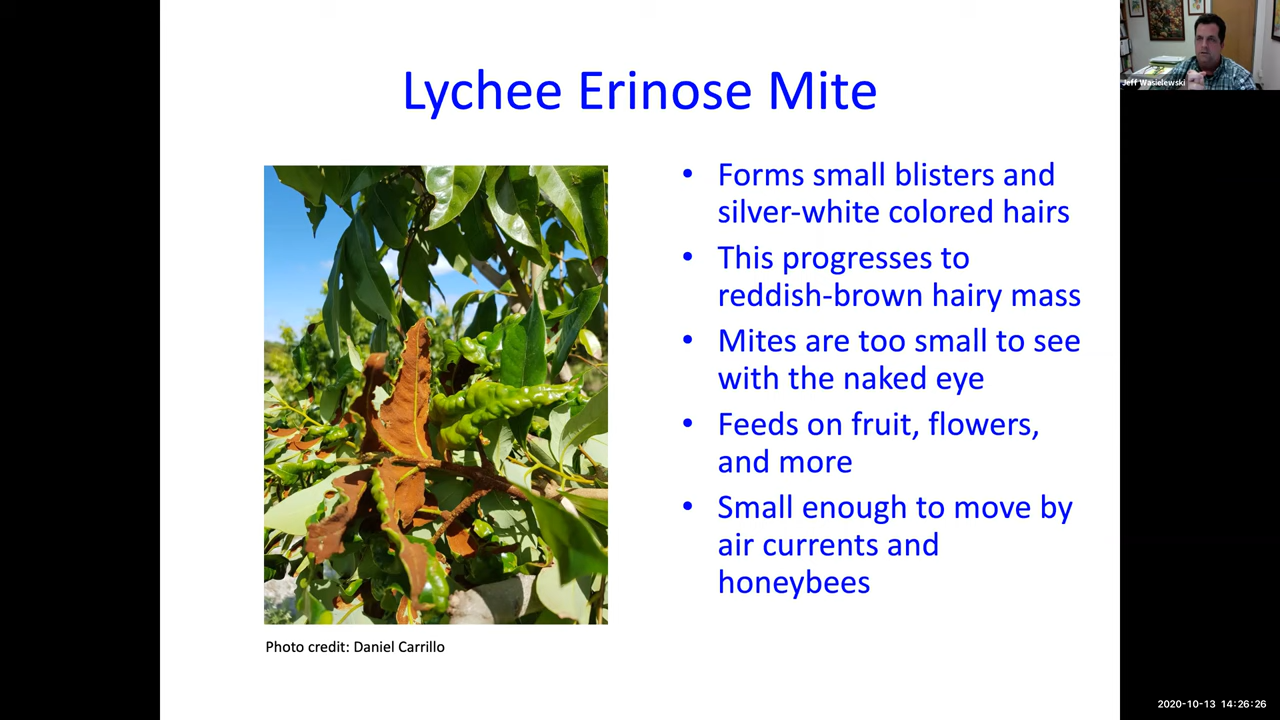 Lychee Erinose Mite
• Forms small blisters and
silver-white colored hairs
• This progresses to
reddish-brown hairy mass
• Mites are too small to see
with the naked eye
• Feeds on fruit, flowers,
and more
• Small enough to move by
air currents and
honeybees
Photo credit: Daniel Carrillo
Jeff Wasielewski
2020-10-13 14:26:26